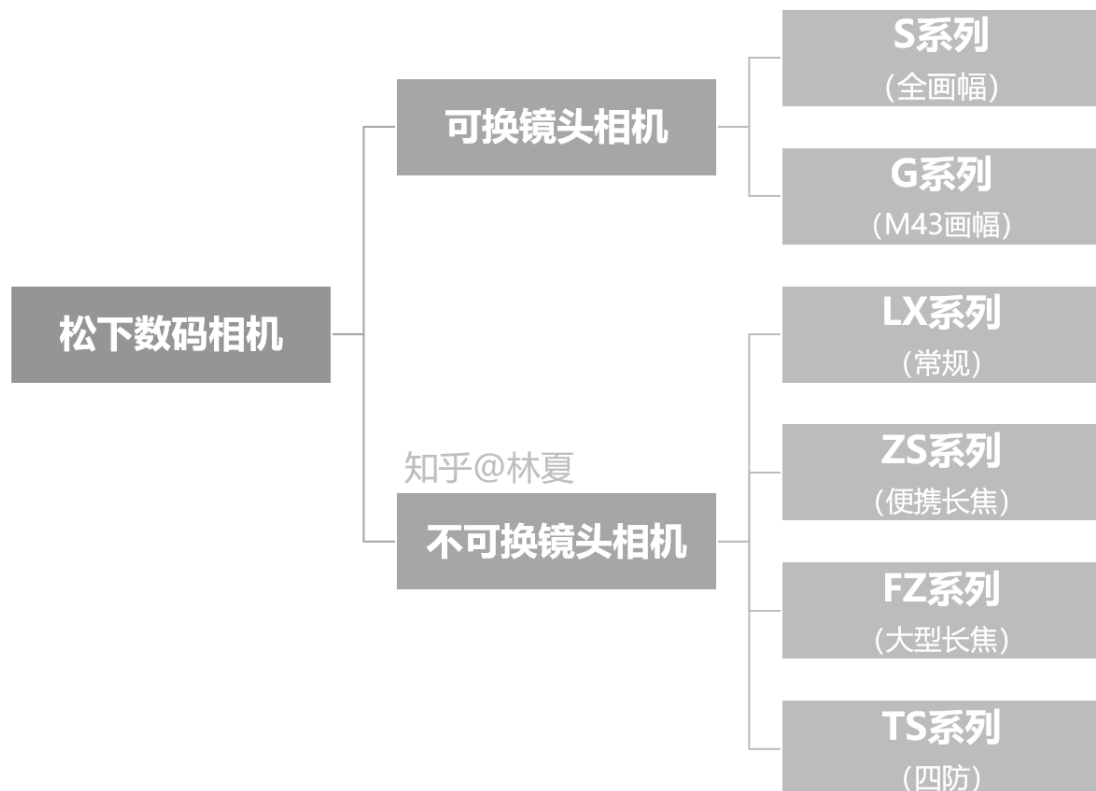 松下数码相机
可换镜头相机
S系列
(全画幅)
G系列
(M43画幅)
知乎@林夏
不可换镜头相机
LX系列
(常规)
ZS系列
(便携长焦)
FZ系列
(大型长焦)
TS系列
(四防)